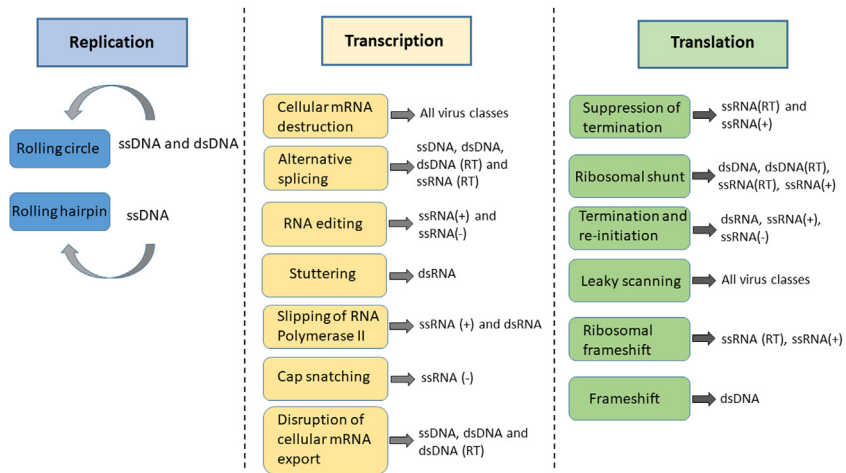 Replication
Rolling circle
ssDNA and dsDNA
Rolling hairpin
ssDNA
Transcription
Cellular mRNA
destruction
All virus classes
Alternative
splicing
ssDNA, dsDNA,
dsDNA (RT) and
ssRNA (RT)
RNA editing
ssRNA(+) and
ssRNA(-)
Stuttering
dsRNA
Slipping of RNA
Polymerase II
ssRNA (+) and dsRNA
Cap snatching
ssRNA (-)
Disruption of
cellular mRNA
export
ssDNA, dsDNA and
dsDNA (RT)
Translation
Suppression of
termination
ssRNA(RT) and
ssRNA(+)
Ribosomal shunt
dsDNA, dsDNA(RT),
ssRNA(RT), ssRNA(+)
Termination and
re-initiation
dsRNA, ssRNA(+),
ssRNA(-)
Leaky scanning
All virus classes
Ribosomal
frameshift
ssRNA (RT), ssRNA(+)
Frameshift
dsDNA